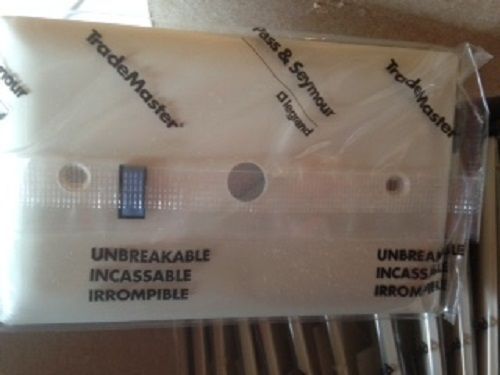 TradeMaster®
Pass & Seymour
legrand
TradeMaster
UNBREAKABLE
INCASSABLE
IRROMPIBLE
UNBREAKABLE
INCASSABLE
IRROMPIBLE